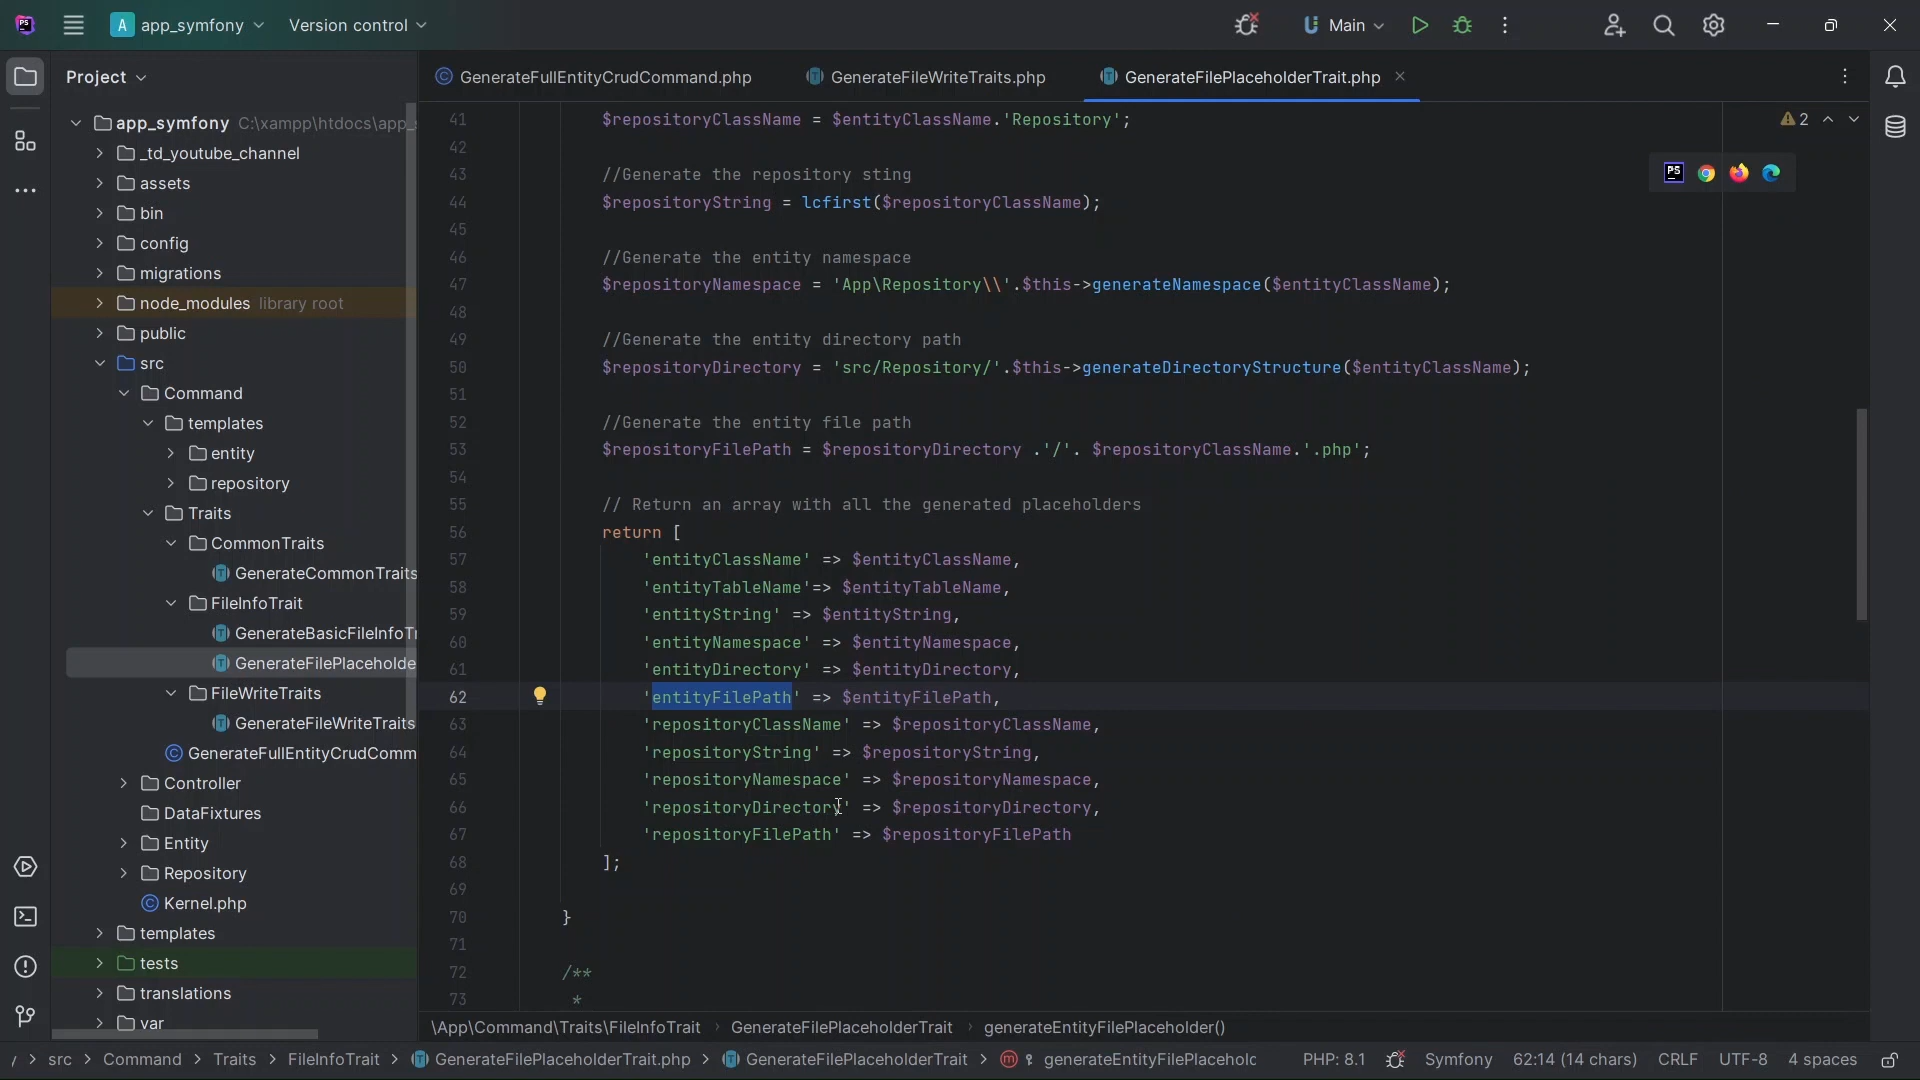 PS
A app_symfony
Version control
Main
Project
GenerateFullEntityCrudCommand.php
GenerateFileWriteTraits.php
GenerateFilePlaceholderTrait.php
app_symfony C:\xampp\htdocs\app_
_td_youtube_channel
assets
bin
config
migrations
node_modules library root
public
src
Command
templates
entity
repository
Traits
CommonTraits
GenerateCommonTraits
FileInfoTrait
GenerateBasicFileInfoT
GenerateFilePlaceholde
FileWriteTraits
GenerateFileWriteTraits
GenerateFullEntityCrudComm
Controller
DataFixtures
Entity
Repository
Kernel.php
templates
tests
translations
var
2
41 $repositoryClassName = $entityClassName.'Repository';
42
43 //Generate the repository sting
44 $repositoryString = lcfirst($repositoryClassName);
45
46 //Generate the entity namespace
47 $repositoryNamespace = 'App\Repository\\'.$this->generateNamespace($entityClassName);
48
49 //Generate the entity directory path
50 $repositoryDirectory = 'src/Repository/'.$this->generateDirectoryStructure($entityClassName);
51
52 //Generate the entity file path
53 $repositoryFilePath = $repositoryDirectory .'/'. $repositoryClassName.'.php';
54
55 // Return an array with all the generated placeholders
56 return [
57 'entityClassName' => $entityClassName,
58 'entityTableName'=> $entityTableName,
59 'entityString' => $entityString,
60 'entityNamespace' => $entityNamespace,
61 'entityDirectory' => $entityDirectory,
62 'entityFilePath' => $entityFilePath,
63 'repositoryClassName' => $repositoryClassName,
64 'repositoryString' => $repositoryString,
65 'repositoryNamespace' => $repositoryNamespace,
66 'repositoryDirectory' => $repositoryDirectory,
67 'repositoryFilePath' => $repositoryFilePath
68 ];
69
70 }
71
72 /**
73 *
\App\Command\Traits\FileInfoTrait › GenerateFilePlaceholderTrait › generateEntityFilePlaceholder()
/ > src > Command > Traits > FileInfoTrait > GenerateFilePlaceholderTrait.php > GenerateFilePlaceholderTrait > generateEntityFilePlacehol
PHP: 8.1 Symfony 62:14 (14 chars) CRLF UTF-8 4 spaces